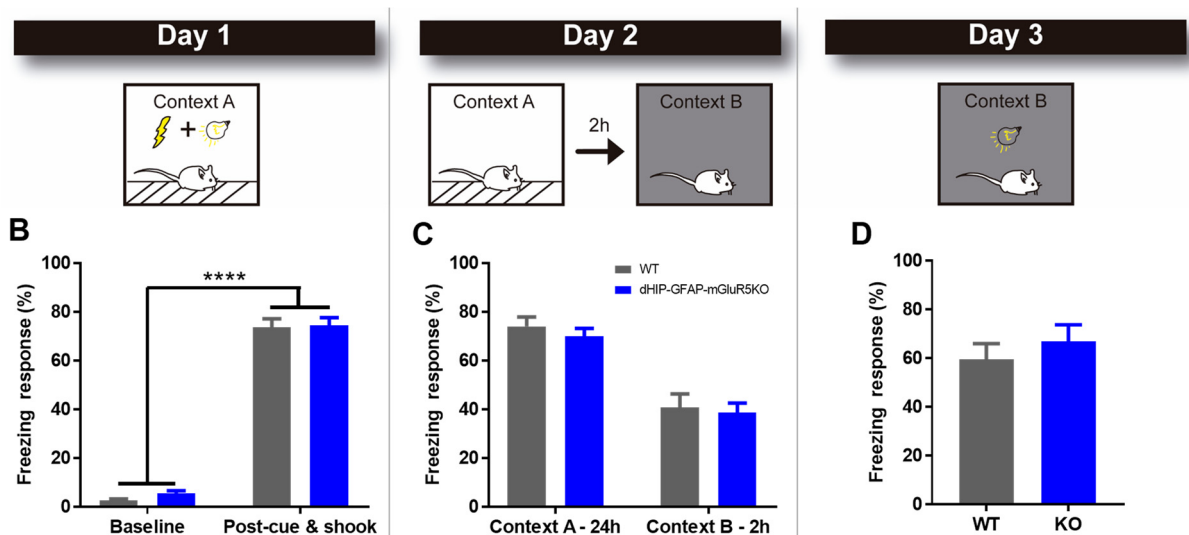 Day 1
Day 2
Day 3
Context A
+
Context A
2h
Context B
Context B
B
Freezing response (%)
100
80
60
40
20
0
****
Baseline
Post-cue & shook
C
Freezing response (%)
100
80
60
40
20
0
WT
dHIP-GFAP-mGluR5KO
Context A - 24h
Context B - 2h
D
Freezing response (%)
100
80
60
40
20
0
WT
KO